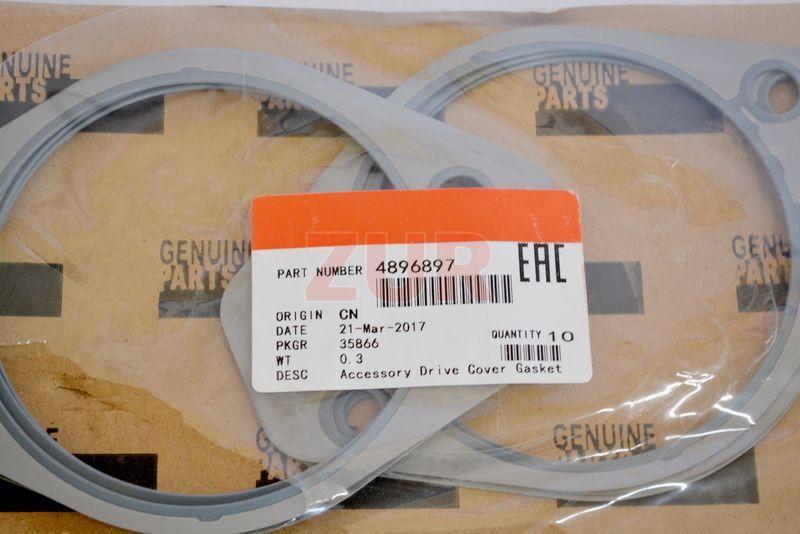 GENUINE
PARTS
GENUINE
PARTS
GENUINE
PARTS
GENUINE
PARTS
ZUR
PART NUMBER 4896897
EAC
ORIGIN CN
DATE 21-Mar-2017
PKGR 35866
WT 0.3
DESC Accessory Drive Cover Gasket
QUANTITY 10
GENUINE